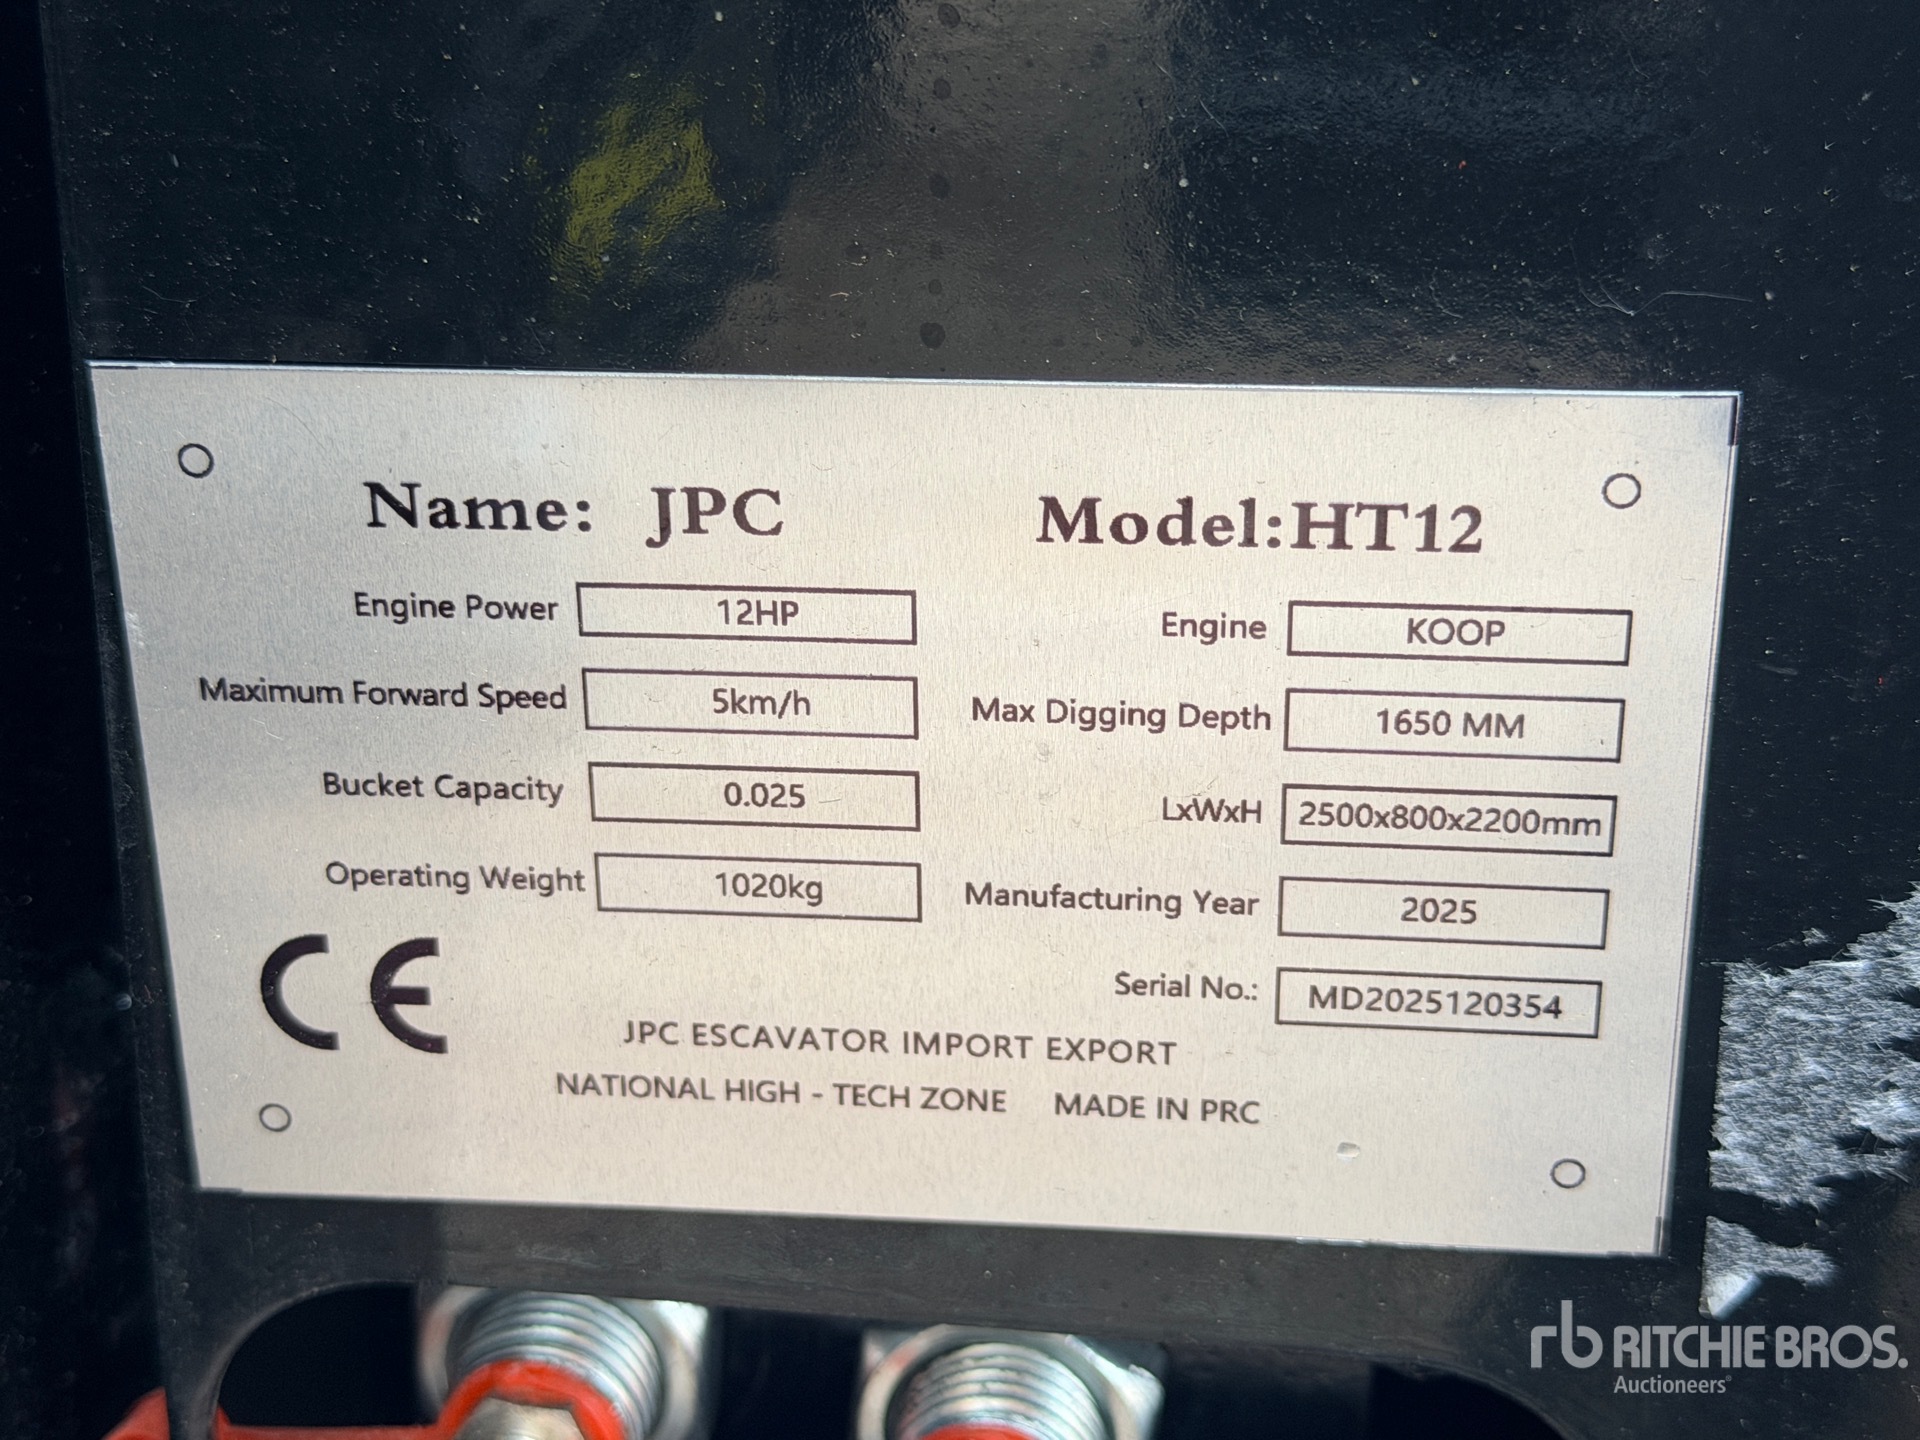 Name: JPC Model:HT12
Engine Power 12HP Engine KOOP
Maximum Forward Speed 5km/h Max Digging Depth 1650 MM
Bucket Capacity 0.025 LxWxH 2500x800x2200mm
Operating Weight 1020kg Manufacturing Year 2025
CE Serial No.: MD2025120354
JPC ESCAVATOR IMPORT EXPORT
NATIONAL HIGH - TECH ZONE MADE IN PRC
rb RITCHIE BROS.
Auctioneers